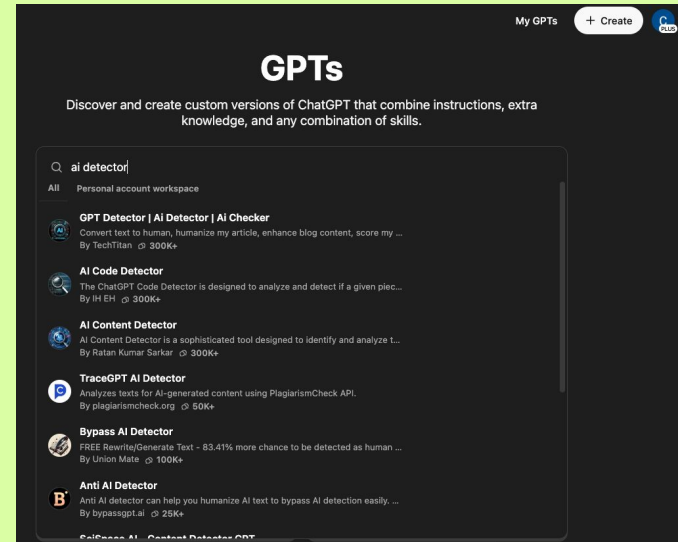 My GPTs
+ Create
C
PLUS
GPTs
Discover and create custom versions of ChatGPT that combine instructions, extra
knowledge, and any combination of skills.
ai detector
All Personal account workspace
GPT Detector | Ai Detector | Ai Checker
Convert text to human, humanize my article, enhance blog content, score my ...
By TechTitan 300K+
AI Code Detector
The ChatGPT Code Detector is designed to analyze and detect if a given piec...
By IH EH 300K+
AI Content Detector
AI Content Detector is a sophisticated tool designed to identify and analyze t...
By Ratan Kumar Sarkar 300K+
TraceGPT AI Detector
Analyzes texts for AI-generated content using PlagiarismCheck API.
By plagiarismcheck.org 50K+
Bypass AI Detector
FREE Rewrite/Generate Text - 83.41% more chance to be detected as human ...
By Union Mate 100K+
Anti AI Detector
Anti AI detector can help you humanize AI text to bypass AI detection easily. ...
By bypassgpt.ai 25K+
SciSpace AI - Content Detector GPT